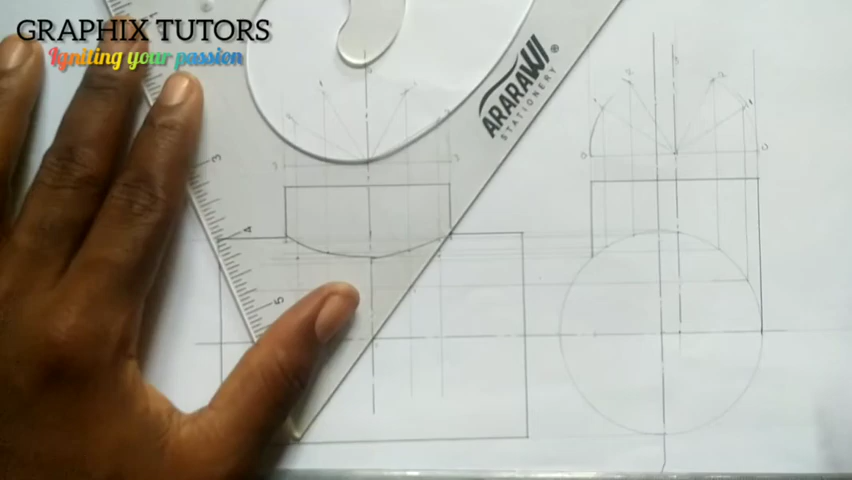 GRAPHIX TUTORS
Igniting your passion
ARARAWI ®
STATIONERY
3
4
5